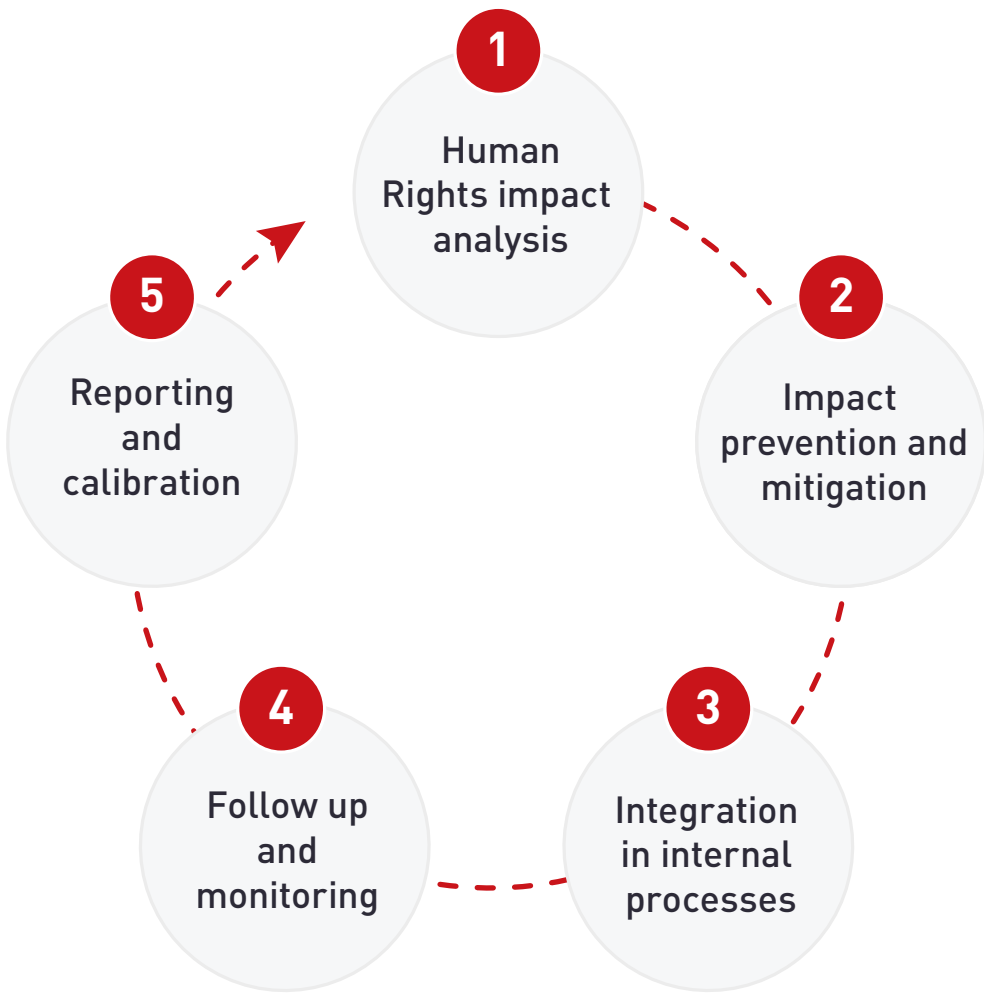 1
Human
Rights impact
analysis
2
Impact
prevention and
mitigation
3
Integration
in internal
processes
4
Follow up
and
monitoring
5
Reporting
and
calibration